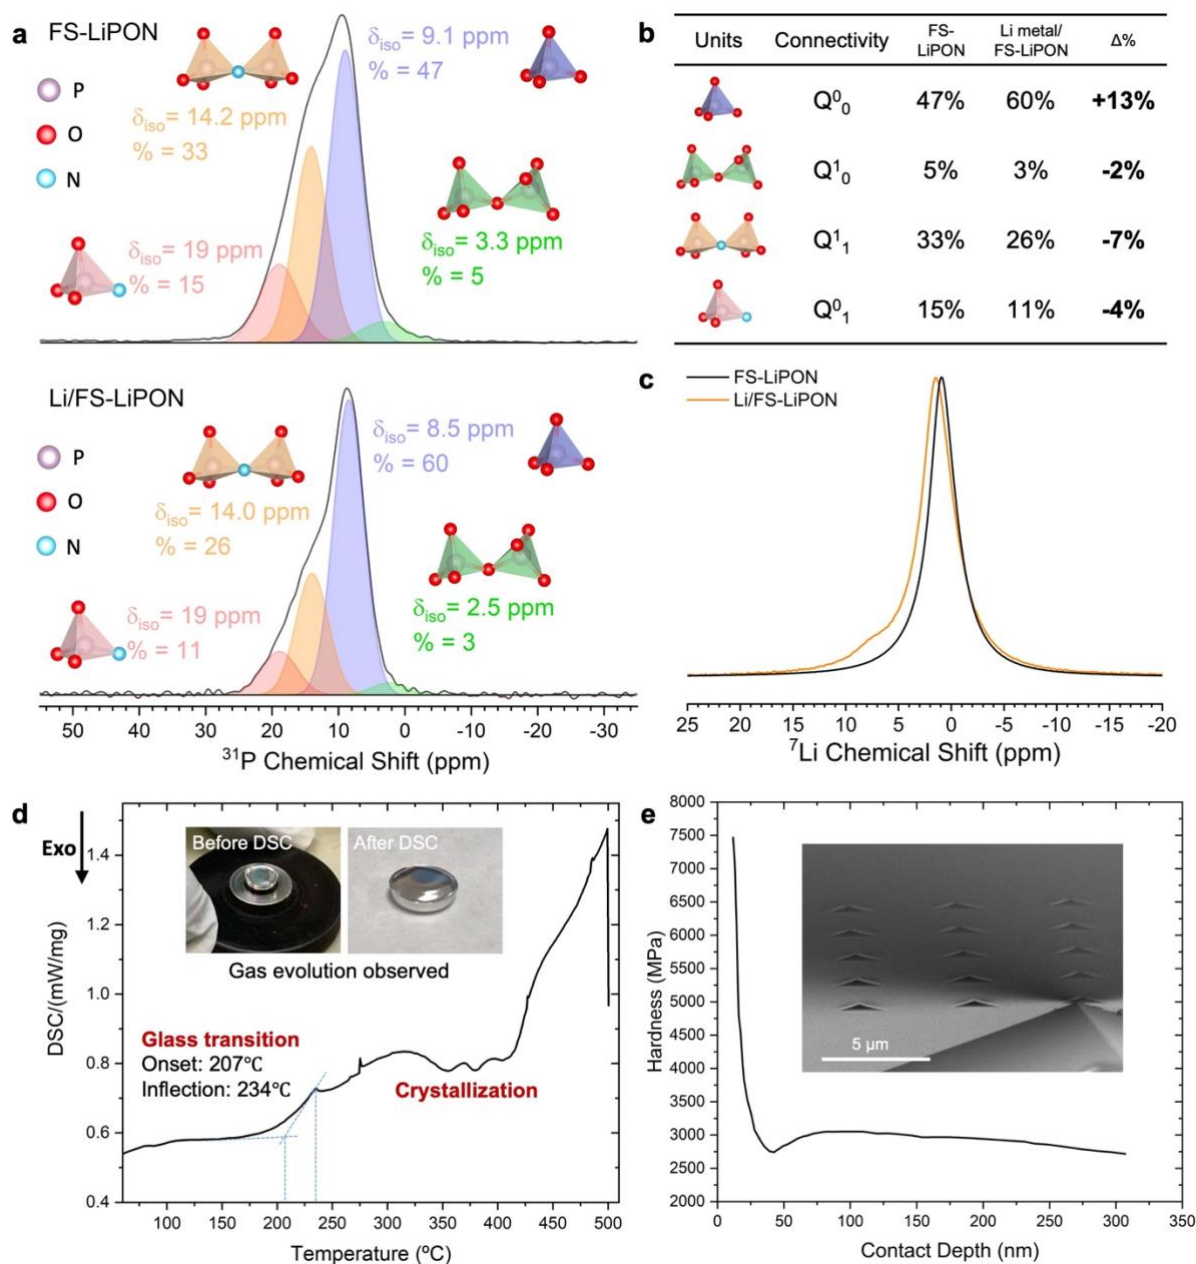 a
FS-LiPON
P
O
N
δiso= 14.2 ppm
% = 33
δiso= 9.1 ppm
% = 47
δiso= 19 ppm
% = 15
δiso= 3.3 ppm
% = 5
Li/FS-LiPON
P
O
N
δiso= 14.0 ppm
% = 26
δiso= 8.5 ppm
% = 60
δiso= 19 ppm
% = 11
δiso= 2.5 ppm
% = 3
50 40 30 20 10 0 -10 -20 -30
³¹P Chemical Shift (ppm)
b
Units Connectivity FS-LiPON Li metal/FS-LiPON Δ%
Q⁰₀ 47% 60% +13%
Q¹₀ 5% 3% -2%
Q¹₁ 33% 26% -7%
Q⁰₁ 15% 11% -4%
c
FS-LiPON
Li/FS-LiPON
25 20 15 10 5 0 -5 -10 -15 -20
⁷Li Chemical Shift (ppm)
d
Exo
1.4
1.2
1.0
0.8
0.6
0.4
DSC/(mW/mg)
Before DSC
After DSC
Gas evolution observed
Glass transition
Onset: 207℃
Inflection: 234℃
Crystallization
100 150 200 250 300 350 400 450 500
Temperature (ºC)
e
8000
7500
7000
6500
6000
5500
5000
4500
4000
3500
3000
2500
2000
Hardness (MPa)
5 μm
0 50 100 150 200 250 300 350
Contact Depth (nm)